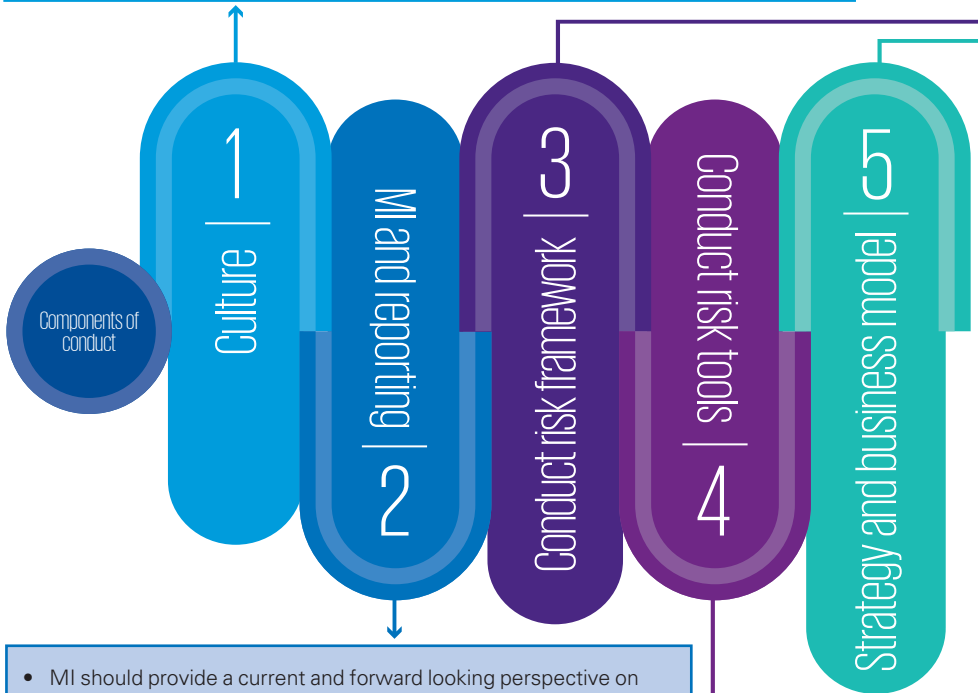 Components of
conduct
1
Culture
MI and reporting
2
3
Conduct risk framework
Conduct risk tools
4
5
Strategy and business model
• MI should provide a current and forward looking perspective on